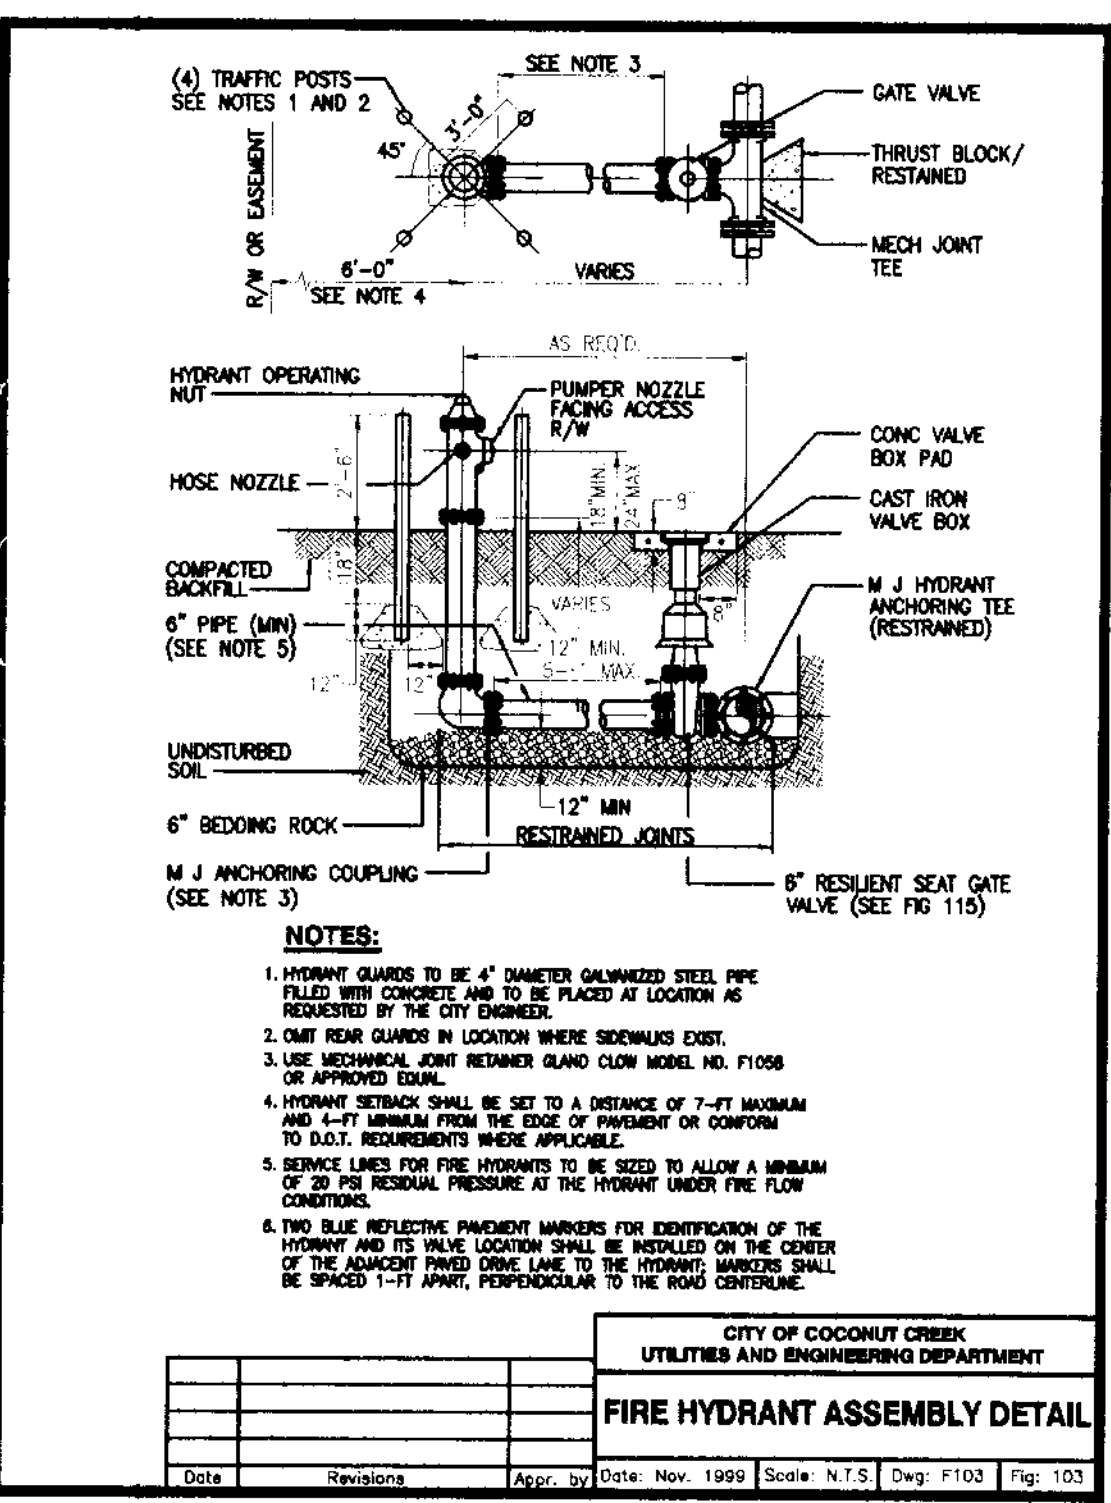 SEE NOTE 3
(4) TRAFFIC POSTS
SEE NOTES 1 AND 2
3'-0"
45°
GATE VALVE
THRUST BLOCK/
RESTAINED
MECH JOINT
TEE
R/W OR EASEMENT
6'-0"
SEE NOTE 4
VARIES
AS REQ'D.
HYDRANT OPERATING
NUT
PUMPER NOZZLE
FACING ACCESS
R/W
CONC VALVE
BOX PAD
HOSE NOZZLE
2'-6"
18" MIN.
24" MAX
CAST IRON
VALVE BOX
COMPACTED
BACKFILL
18"
VARIES
8"
M J HYDRANT
ANCHORING TEE
(RESTRAINED)
6" PIPE (MIN)
(SEE NOTE 5)
12" MIN.
MAX.
12"
12"
UNDISTURBED
SOIL
12" MIN
6" BEDDING ROCK
RESTRAINED JOINTS
M J ANCHORING COUPLING
(SEE NOTE 3)
6" RESILIENT SEAT GATE
VALVE (SEE FIG 115)
NOTES:
1. HYDRANT GUARDS TO BE 4" DIAMETER GALVANIZED STEEL PIPE
FILLED WITH CONCRETE AND TO BE PLACED AT LOCATION AS
REQUESTED BY THE CITY ENGINEER.
2. OMIT REAR GUARDS IN LOCATION WHERE SIDEWALKS EXIST.
3. USE MECHANICAL JOINT RETAINER GLAND CLOW MODEL NO. F1058
OR APPROVED EQUAL.
4. HYDRANT SETBACK SHALL BE SET TO A DISTANCE OF 7-FT MAXIMUM
AND 4-FT MINIMUM FROM THE EDGE OF PAVEMENT OR CONFORM
TO D.O.T. REQUIREMENTS WHERE APPLICABLE.
5. SERVICE LINES FOR FIRE HYDRANTS TO BE SIZED TO ALLOW A MINIMUM
OF 20 PSI RESIDUAL PRESSURE AT THE HYDRANT UNDER FIRE FLOW
CONDITIONS.
6. TWO BLUE REFLECTIVE PAVEMENT MARKERS FOR IDENTIFICATION OF THE
HYDRANT AND ITS VALVE LOCATION SHALL BE INSTALLED ON THE CENTER
OF THE ADJACENT PAVED DRIVE LANE TO THE HYDRANT; MARKERS SHALL
BE SPACED 1-FT APART, PERPENDICULAR TO THE ROAD CENTERLINE.
CITY OF COCONUT CREEK
UTILITIES AND ENGINEERING DEPARTMENT
FIRE HYDRANT ASSEMBLY DETAIL
Date Revisions Appr. by
Date: Nov. 1999 Scale: N.T.S. Dwg: F103 Fig: 103